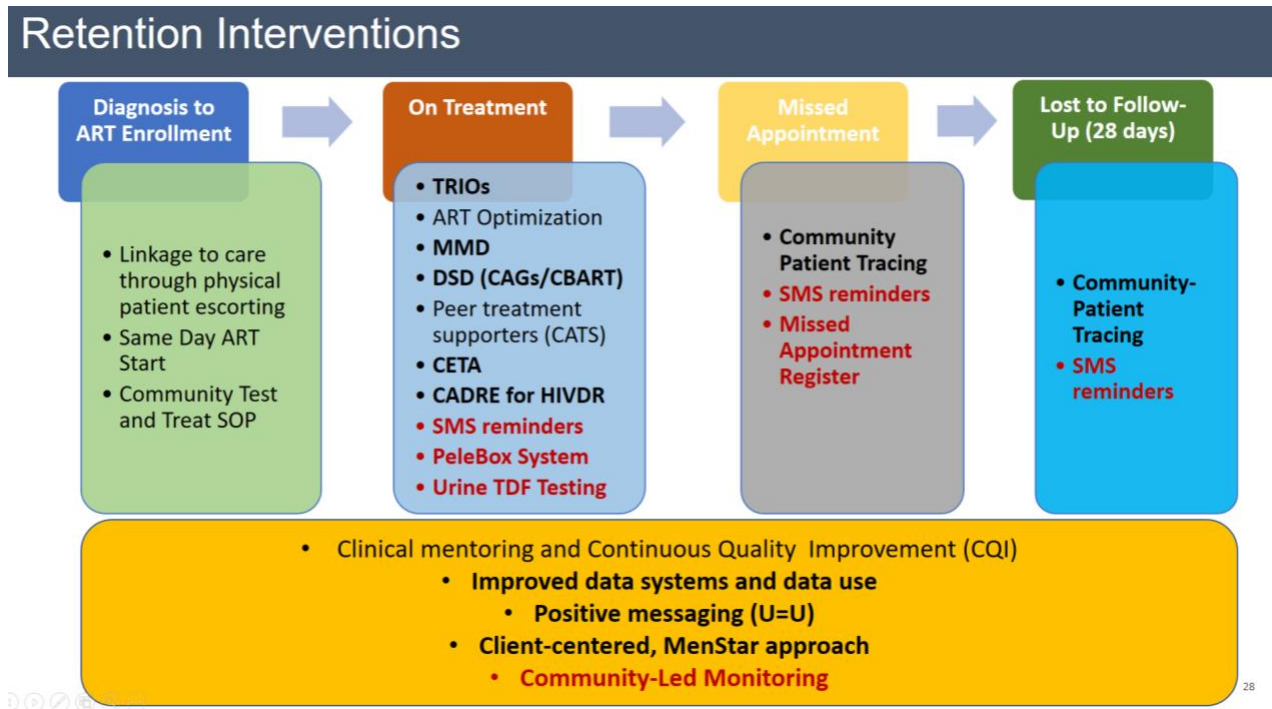 Retention Interventions
Diagnosis to
ART Enrollment
• Linkage to care
through physical
patient escorting
• Same Day ART
Start
• Community Test
and Treat SOP
On Treatment
• TRIOs
• ART Optimization
• MMD
• DSD (CAGs/CBART)
• Peer treatment
supporters (CATS)
• CETA
• CADRE for HIVDR
• SMS reminders
• PeleBox System
• Urine TDF Testing
Missed
Appointment
• Community
Patient Tracing
• SMS reminders
• Missed
Appointment
Register
Lost to Follow-
Up (28 days)
• Community-
Patient
Tracing
• SMS
reminders
• Clinical mentoring and Continuous Quality Improvement (CQI)
• Improved data systems and data use
• Positive messaging (U=U)
• Client-centered, MenStar approach
• Community-Led Monitoring
28